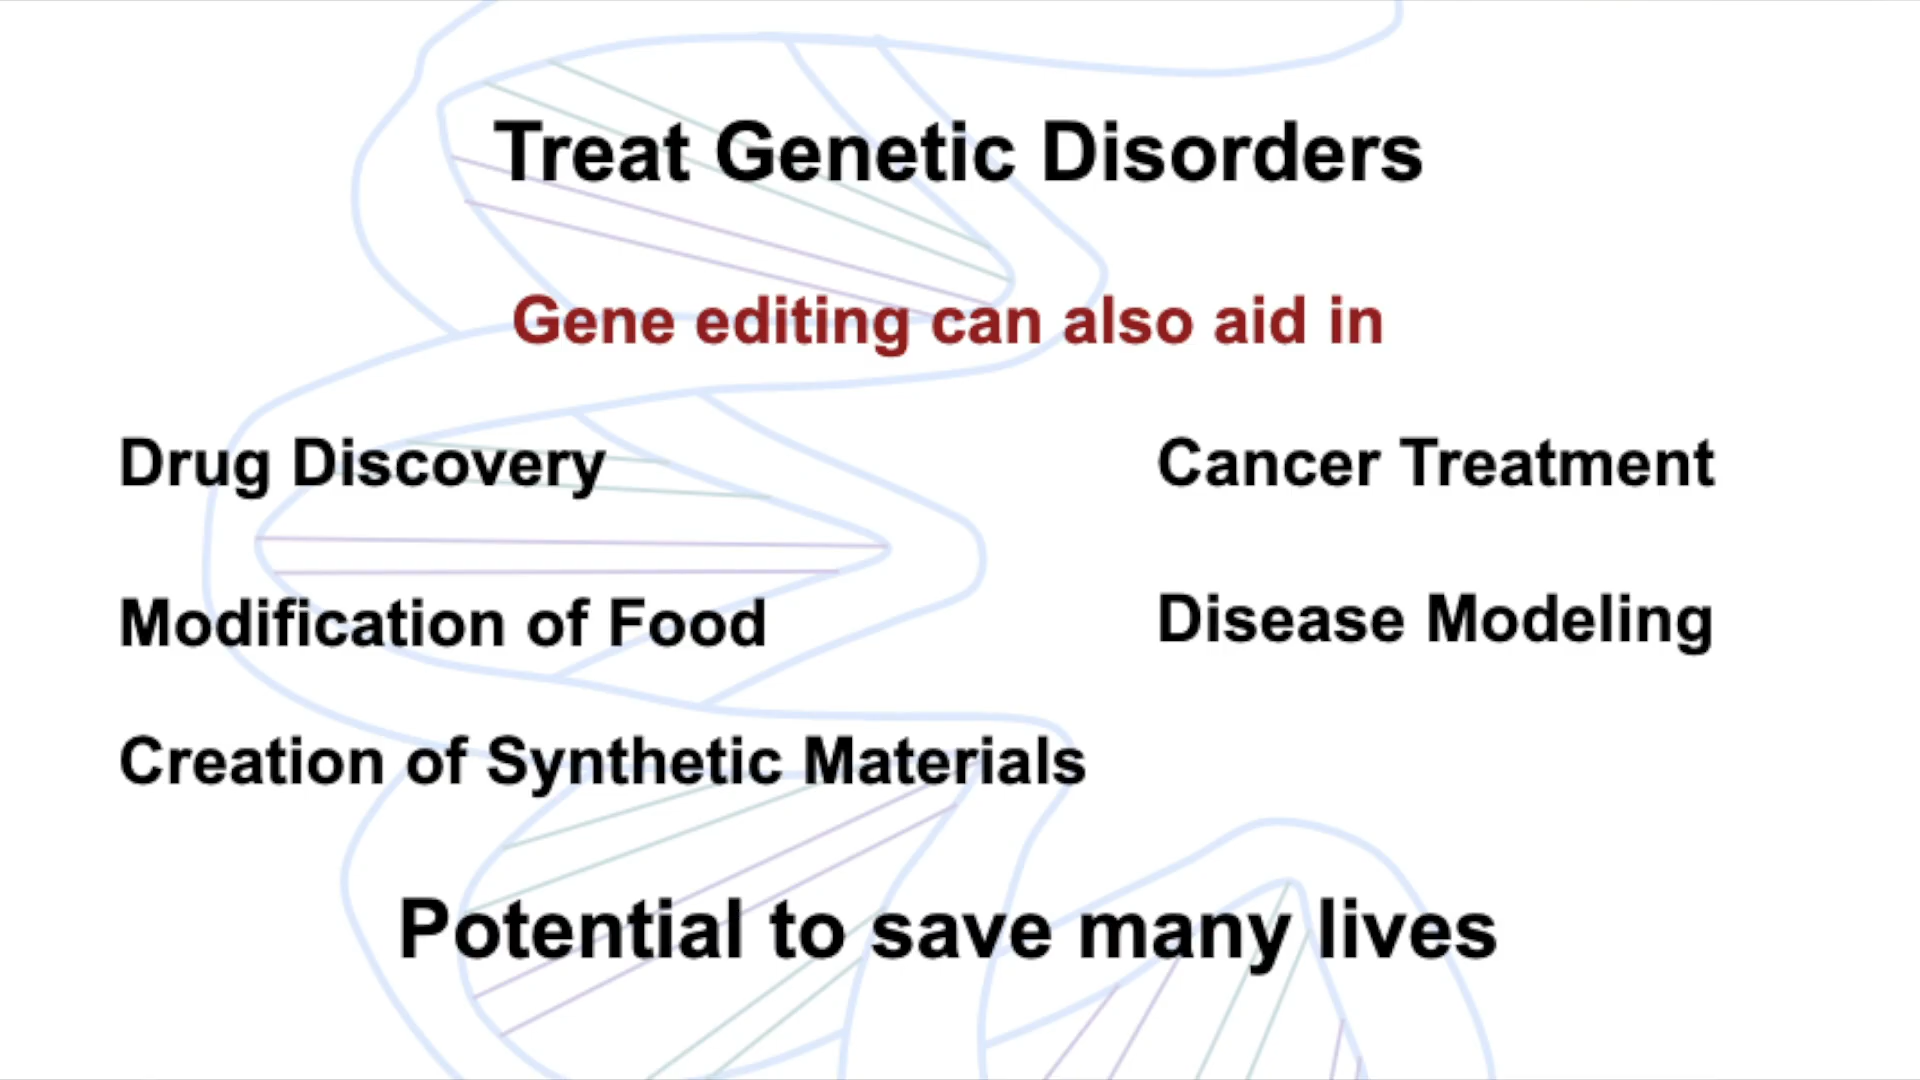 Treat Genetic Disorders
Gene editing can also aid in
Drug Discovery
Cancer Treatment
Modification of Food
Disease Modeling
Creation of Synthetic Materials
Potential to save many lives